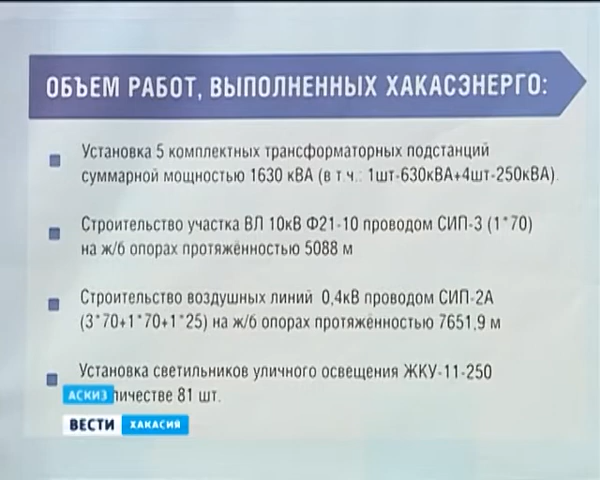 ОБЪЕМ РАБОТ, ВЫПОЛНЕННЫХ ХАКАСЭНЕРГО:
Установка 5 комплектных трансформаторных подстанций
суммарной мощностью 1630 кВА (в т.ч.: 1шт-630кВА+4шт-250кВА).
Строительство участка ВЛ 10кВ Ф21-10 проводом СИП-3 (1*70)
на ж/б опорах протяжённостью 5088 м
Строительство воздушных линий 0,4кВ проводом СИП-2А
(3*70+1*70+1*25) на ж/б опорах протяжённостью 7651,9 м
Установка светильников уличного освещения ЖКУ-11-250
АСКИЗ личестве 81 шт.
ВЕСТИ ХАКАСИЯ